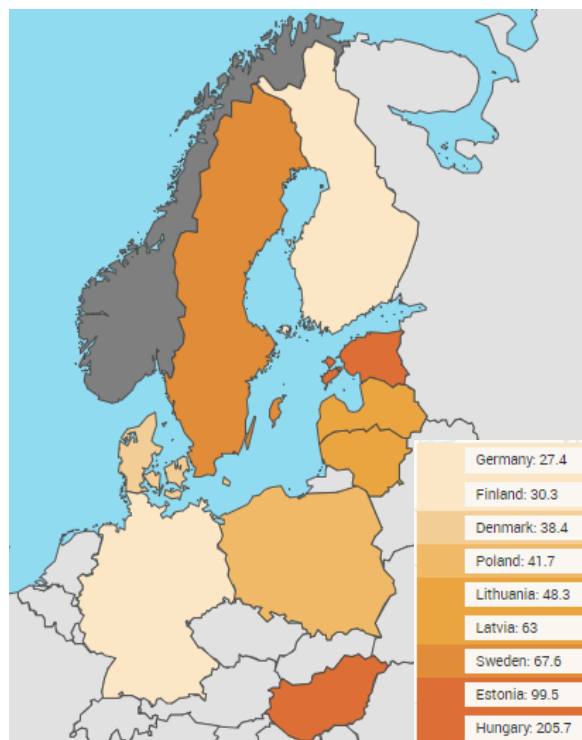 Germany: 27.4
Finland: 30.3
Denmark: 38.4
Poland: 41.7
Lithuania: 48.3
Latvia: 63
Sweden: 67.6
Estonia: 99.5
Hungary: 205.7